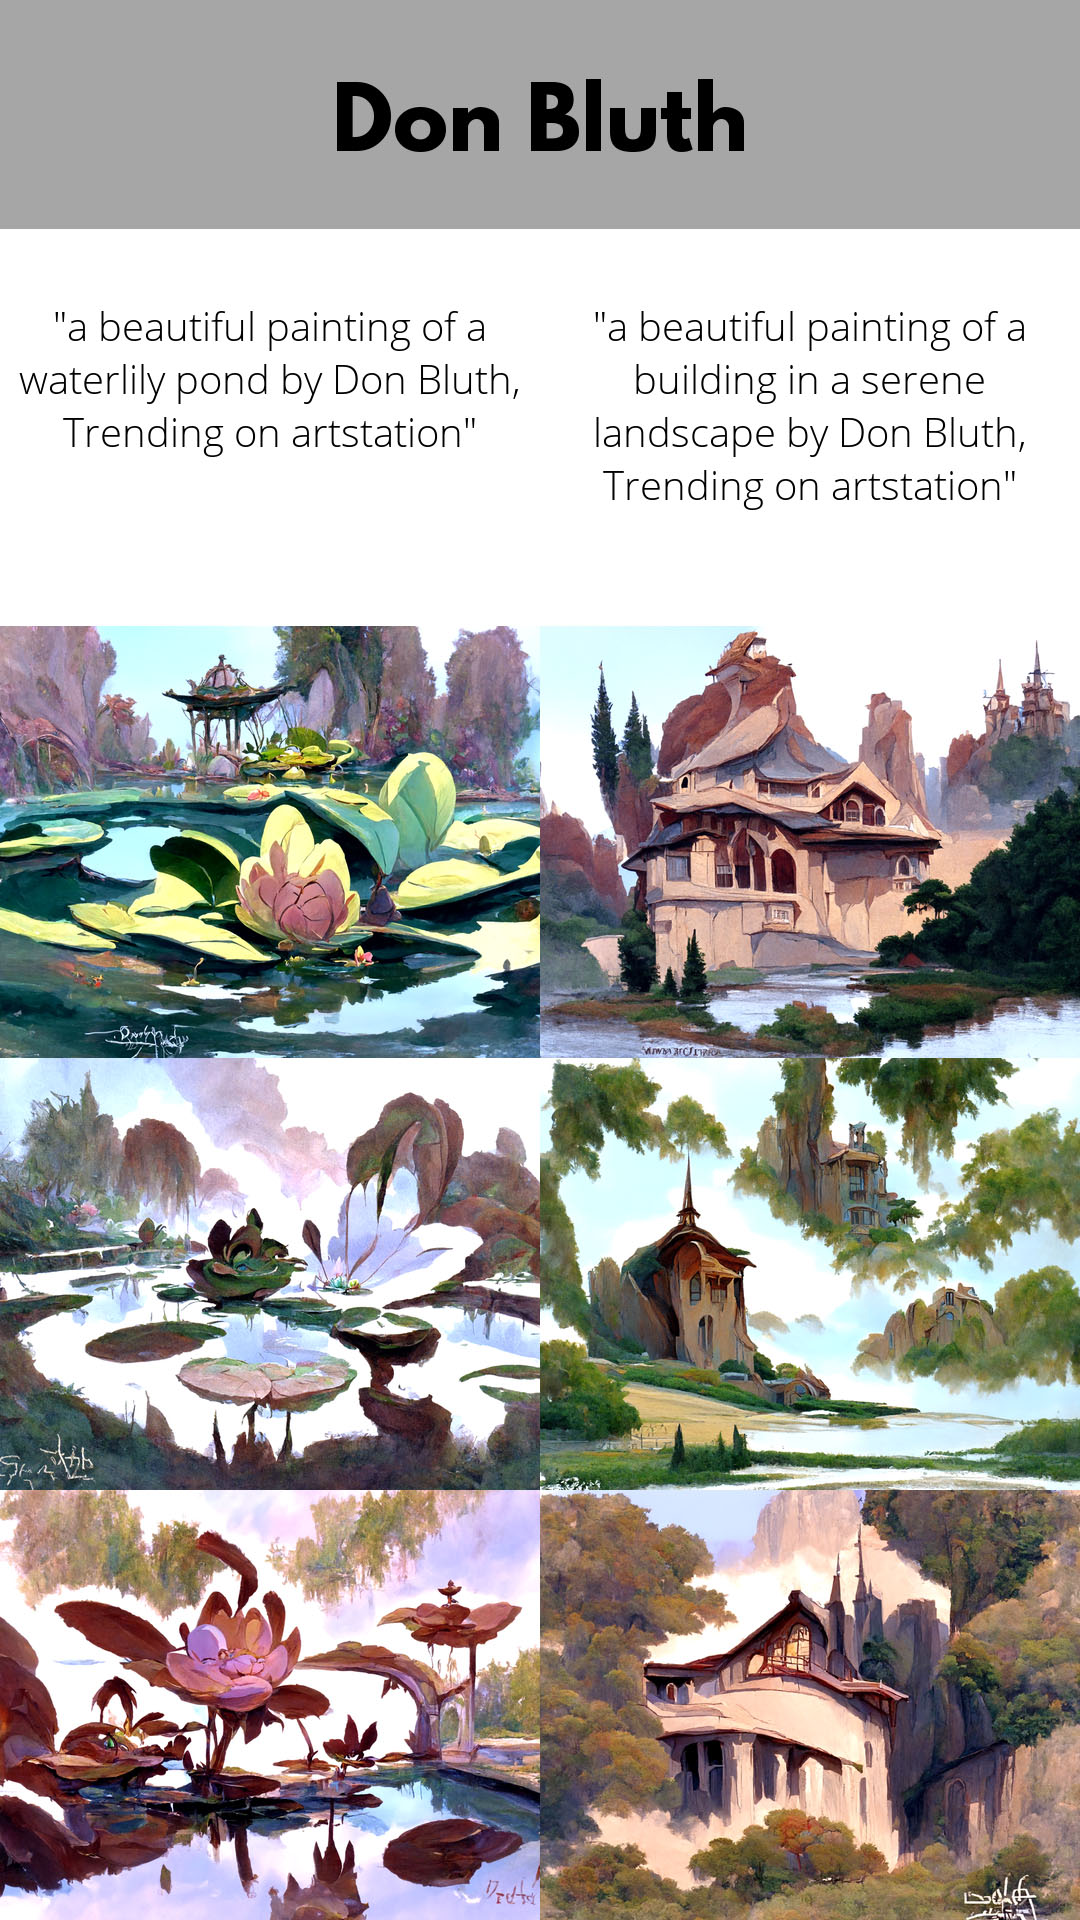 Don Bluth
"a beautiful painting of a
waterlily pond by Don Bluth,
Trending on artstation"
"a beautiful painting of a
building in a serene
landscape by Don Bluth,
Trending on artstation"